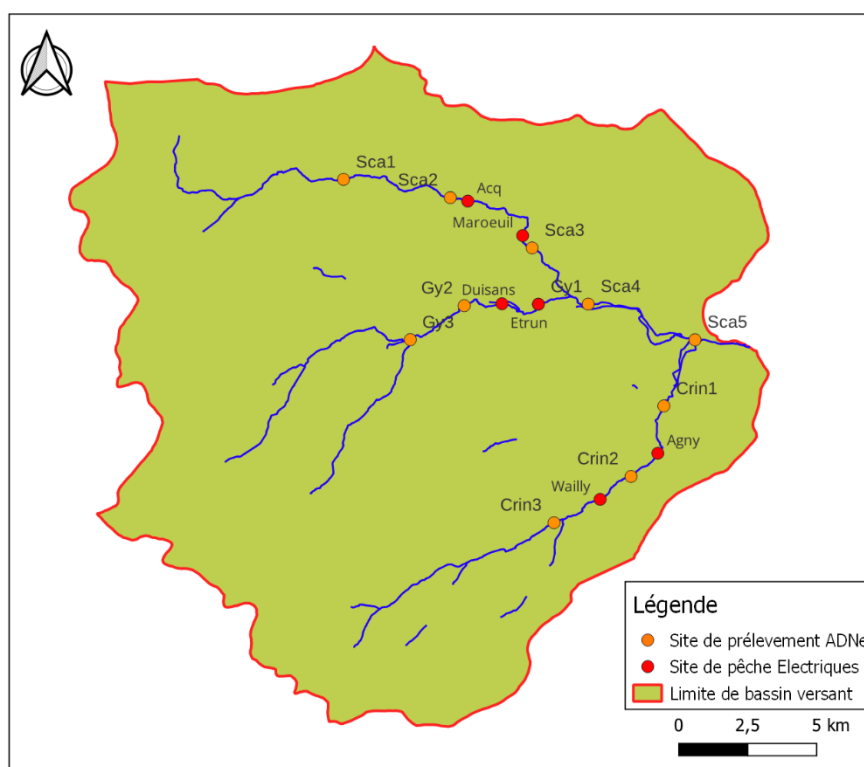 Sca1
Sca2
Acq
Maroeuil
Sca3
Gy2
Duisans
Gy1
Sca4
Gy3
Etrun
Sca5
Crin1
Agny
Crin2
Wailly
Crin3
Légende
Site de prélevement ADNe
Site de pêche Electriques
Limite de bassin versant
0 2,5 5 km